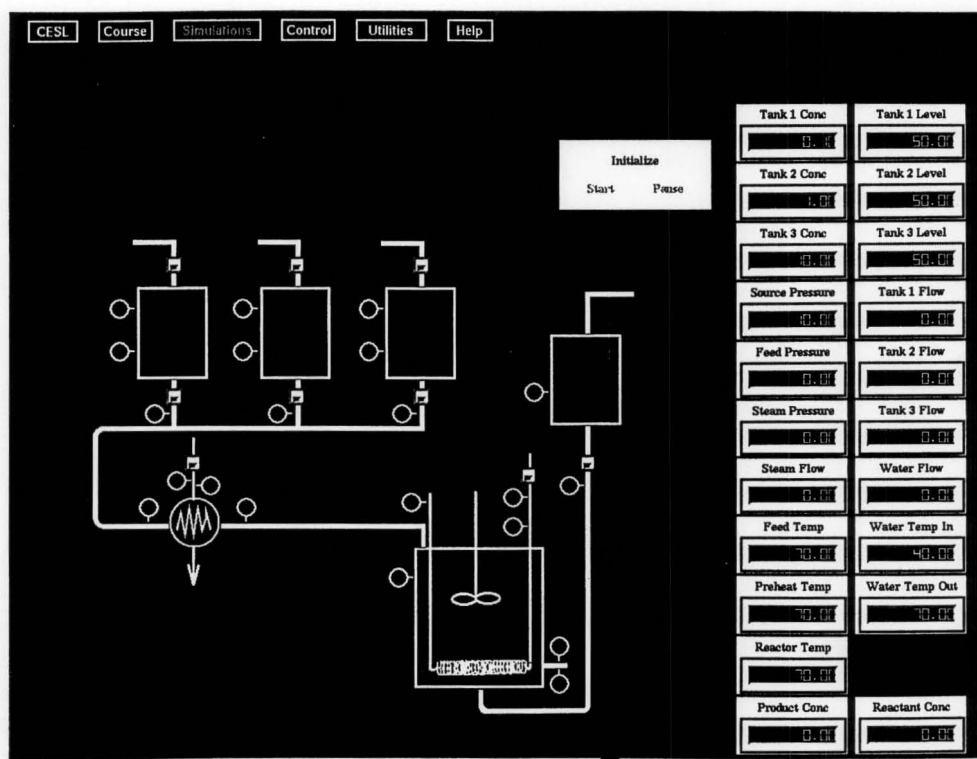 CESL Course Simulations Control Utilities Help
Initialize
Start Pause
Tank 1 Conc Tank 1 Level
50.00
Tank 2 Conc Tank 2 Level
1.00 50.00
Tank 3 Conc Tank 3 Level
10.00 50.00
Source Pressure Tank 1 Flow
10.00 0.00
Feed Pressure Tank 2 Flow
0.00 0.00
Steam Pressure Tank 3 Flow
0.00 0.00
Steam Flow Water Flow
0.00 0.00
Feed Temp Water Temp In
70.00 40.00
Preheat Temp Water Temp Out
70.00 70.00
Reactor Temp
70.00
Product Conc Reactant Conc
0.00 0.00